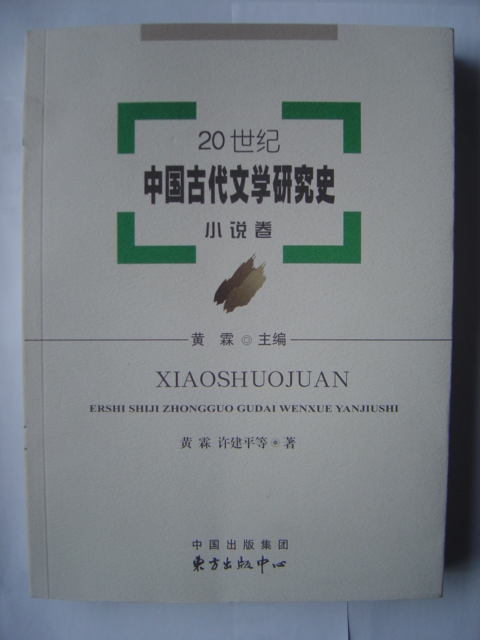 20世纪
中国古代文学研究史
小说卷
黄霖◎主编
XIAOSHUOJUAN
ERSHI SHIJI ZHONGGUO GUDAI WENXUE YANJIUSHI
黄霖 许建平等◉著
中国出版集团
东方出版中心